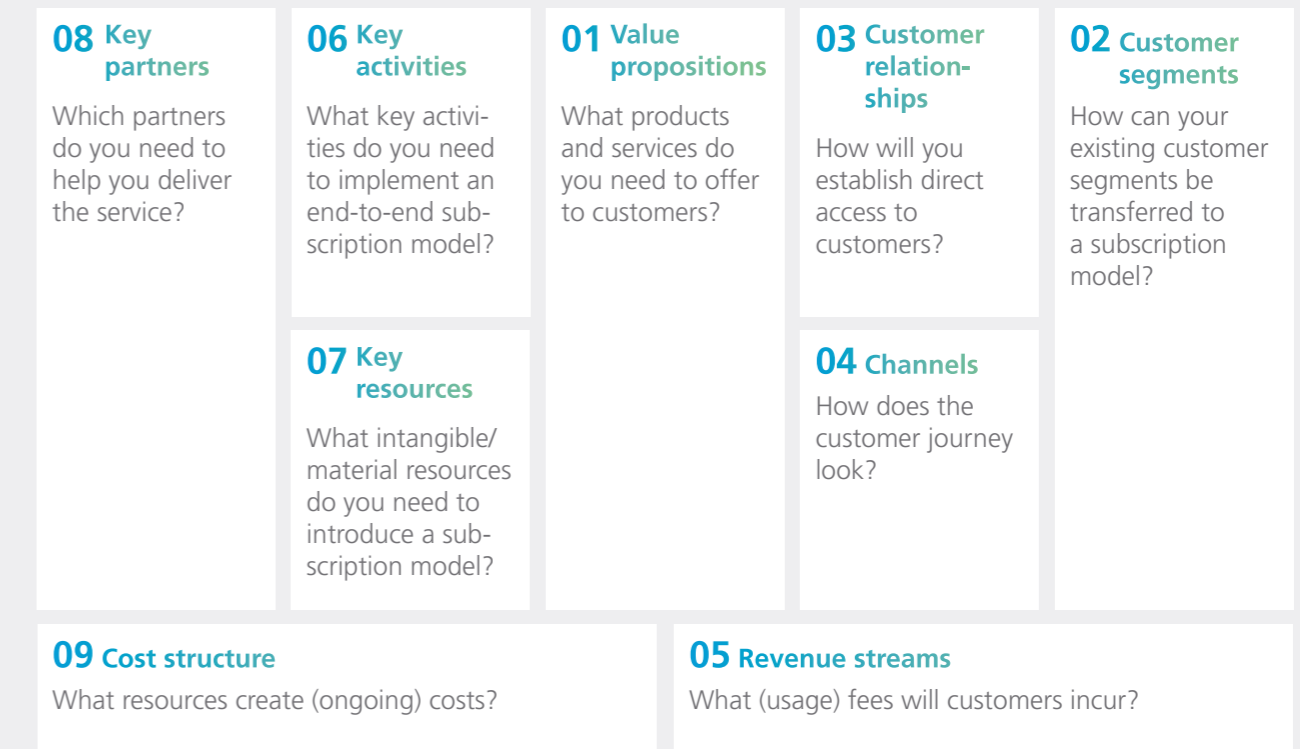 08 Key
partners
Which partners
do you need to
help you deliver
the service?
06 Key
activities
What key activi-
ties do you need
to implement an
end-to-end sub-
scription model?
07 Key
resources
What intangible/
material resources
do you need to
introduce a sub-
scription model?
01 Value
propositions
What products
and services do
you need to offer
to customers?
03 Customer
relation-
ships
How will you
establish direct
access to
customers?
04 Channels
How does the
customer journey
look?
02 Customer
segments
How can your
existing customer
segments be
transferred to
a subscription
model?
09 Cost structure
What resources create (ongoing) costs?
05 Revenue streams
What (usage) fees will customers incur?